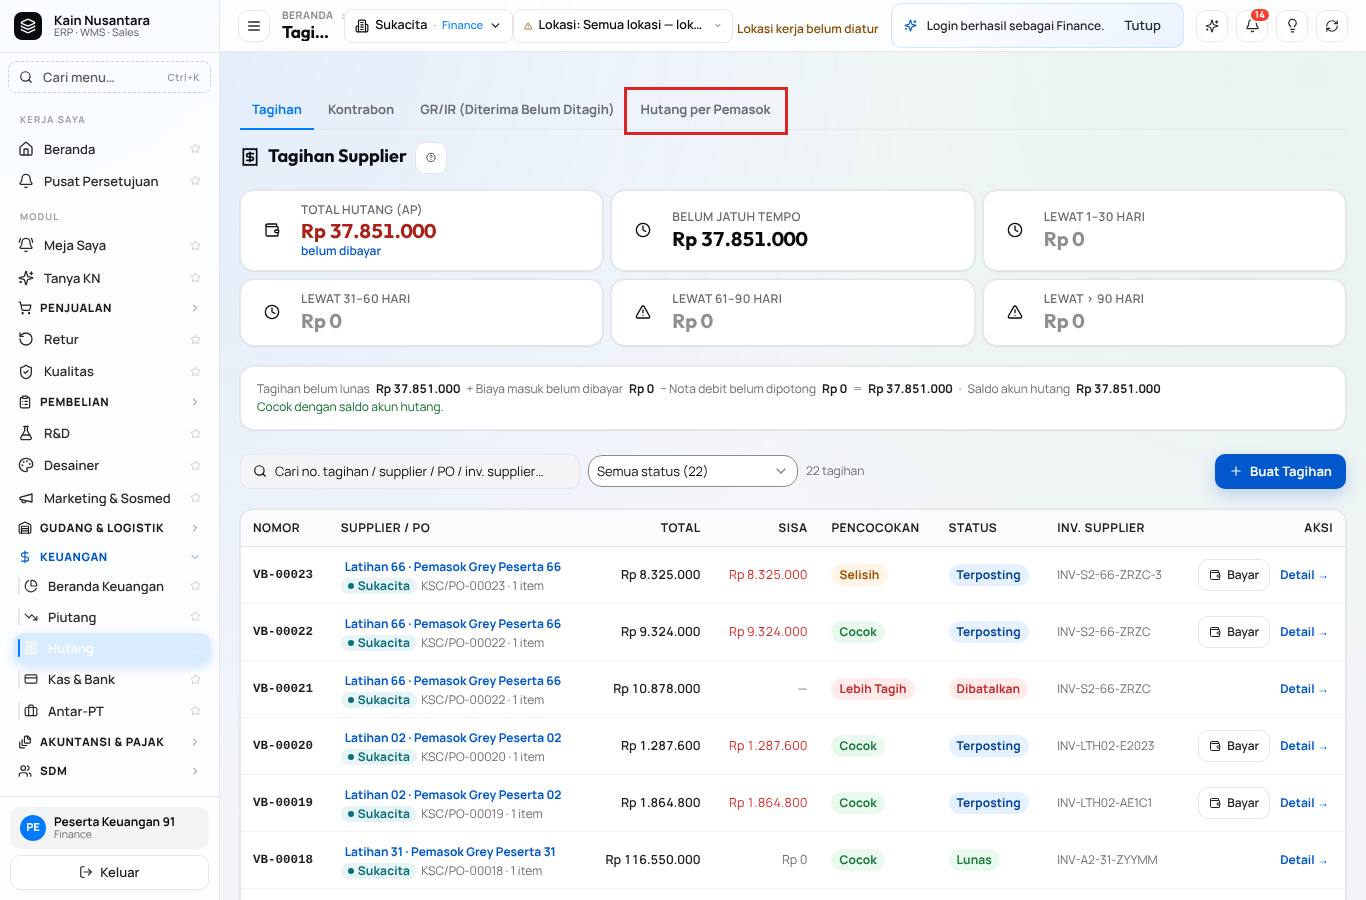 Kain Nusantara
ERP · WMS · Sales
Cari menu... Ctrl+K
KERJA SAYA
Beranda
Pusat Persetujuan
MODUL
Meja Saya
Tanya KN
PENJUALAN
Retur
Kualitas
PEMBELIAN
R&D
Desainer
Marketing & Sosmed
GUDANG & LOGISTIK
KEUANGAN
Beranda Keuangan
Piutang
Hutang
Kas & Bank
Antar-PT
AKUNTANSI & PAJAK
SDM
PE Peserta Keuangan 91
Finance
Keluar
BERANDA
Tagi...
Sukacita · Finance
Lokasi: Semua lokasi — lok...
Lokasi kerja belum diatur
Login berhasil sebagai Finance. Tutup
14
Tagihan Kontrabon GR/IR (Diterima Belum Ditagih) Hutang per Pemasok
Tagihan Supplier
TOTAL HUTANG (AP)
Rp 37.851.000
belum dibayar
BELUM JATUH TEMPO
Rp 37.851.000
LEWAT 1–30 HARI
Rp 0
LEWAT 31–60 HARI
Rp 0
LEWAT 61–90 HARI
Rp 0
LEWAT > 90 HARI
Rp 0
Tagihan belum lunas Rp 37.851.000 + Biaya masuk belum dibayar Rp 0 − Nota debit belum dipotong Rp 0 = Rp 37.851.000 · Saldo akun hutang Rp 37.851.000
Cocok dengan saldo akun hutang.
Cari no. tagihan / supplier / PO / inv. supplier... Semua status (22) 22 tagihan + Buat Tagihan
NOMOR SUPPLIER / PO TOTAL SISA PENCOCOKAN STATUS INV. SUPPLIER AKSI
VB-00023 Latihan 66 · Pemasok Grey Peserta 66 Rp 8.325.000 Rp 8.325.000 Selisih Terposting INV-S2-66-ZRZC-3 Bayar Detail →
Sukacita KSC/PO-00023 · 1 item
VB-00022 Latihan 66 · Pemasok Grey Peserta 66 Rp 9.324.000 Rp 9.324.000 Cocok Terposting INV-S2-66-ZRZC Bayar Detail →
Sukacita KSC/PO-00022 · 1 item
VB-00021 Latihan 66 · Pemasok Grey Peserta 66 Rp 10.878.000 — Lebih Tagih Dibatalkan INV-S2-66-ZRZC Detail →
Sukacita KSC/PO-00022 · 1 item
VB-00020 Latihan 02 · Pemasok Grey Peserta 02 Rp 1.287.600 Rp 1.287.600 Cocok Terposting INV-LTH02-E2023 Bayar Detail →
Sukacita KSC/PO-00020 · 1 item
VB-00019 Latihan 02 · Pemasok Grey Peserta 02 Rp 1.864.800 Rp 1.864.800 Cocok Terposting INV-LTH02-AE1C1 Bayar Detail →
Sukacita KSC/PO-00019 · 1 item
VB-00018 Latihan 31 · Pemasok Grey Peserta 31 Rp 116.550.000 Rp 0 Cocok Lunas INV-A2-31-ZYYMM Detail →
Sukacita KSC/PO-00018 · 1 item